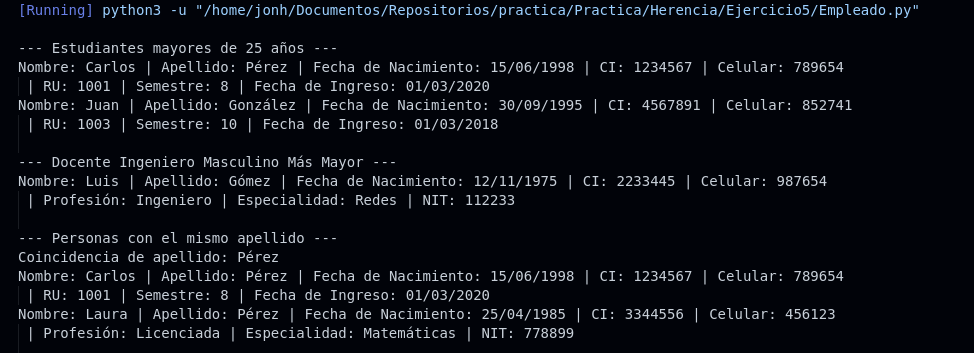 [Running] python3 -u "/home/jonh/Documentos/Repositorios/practica/Practica/Herencia/Ejercicio5/Empleado.py"
--- Estudiantes mayores de 25 años ---
Nombre: Carlos | Apellido: Pérez | Fecha de Nacimiento: 15/06/1998 | CI: 1234567 | Celular: 789654
| RU: 1001 | Semestre: 8 | Fecha de Ingreso: 01/03/2020
Nombre: Juan | Apellido: González | Fecha de Nacimiento: 30/09/1995 | CI: 4567891 | Celular: 852741
| RU: 1003 | Semestre: 10 | Fecha de Ingreso: 01/03/2018
--- Docente Ingeniero Masculino Más Mayor ---
Nombre: Luis | Apellido: Gómez | Fecha de Nacimiento: 12/11/1975 | CI: 2233445 | Celular: 987654
| Profesión: Ingeniero | Especialidad: Redes | NIT: 112233
--- Personas con el mismo apellido ---
Coincidencia de apellido: Pérez
Nombre: Carlos | Apellido: Pérez | Fecha de Nacimiento: 15/06/1998 | CI: 1234567 | Celular: 789654
| RU: 1001 | Semestre: 8 | Fecha de Ingreso: 01/03/2020
Nombre: Laura | Apellido: Pérez | Fecha de Nacimiento: 25/04/1985 | CI: 3344556 | Celular: 456123
| Profesión: Licenciada | Especialidad: Matemáticas | NIT: 778899